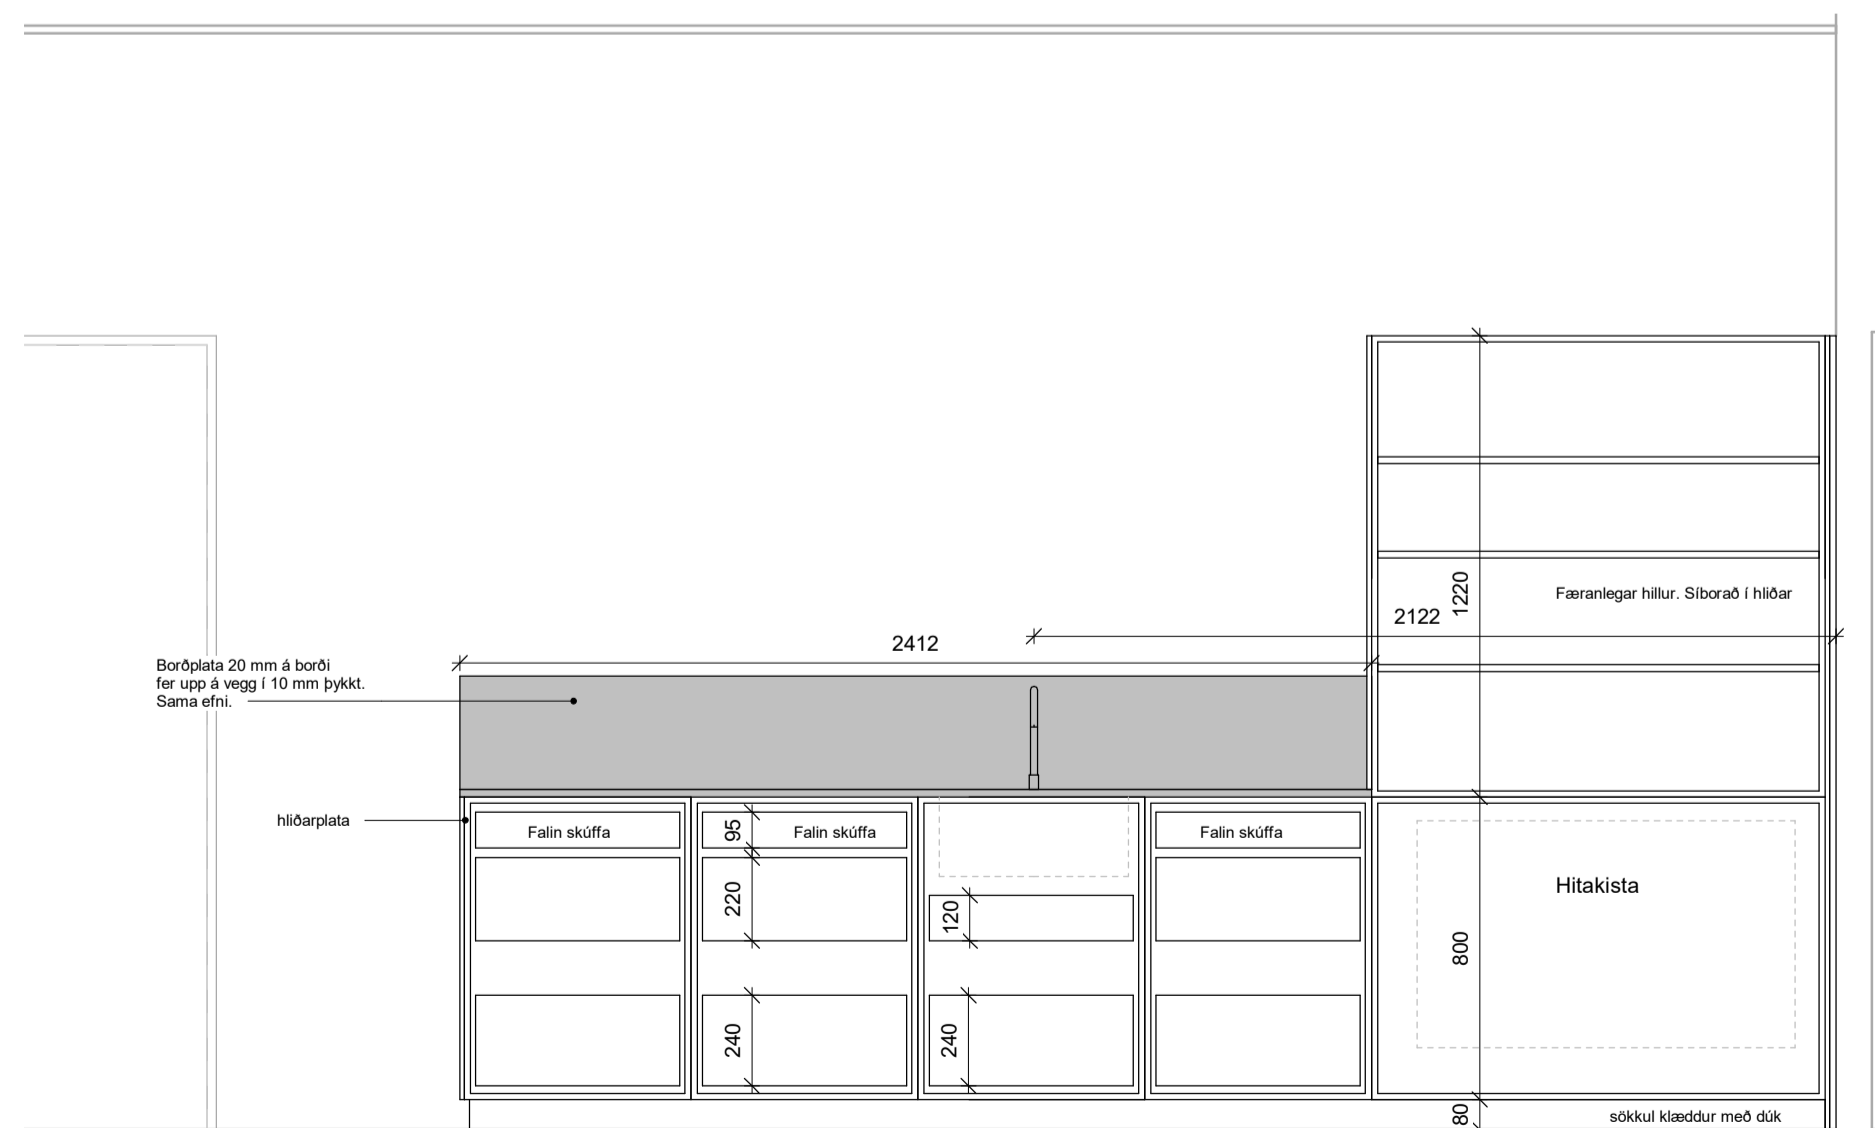 1220
Færanlegar hillur. Síborað í hliðar
2122
2412
Borðplata 20 mm á borði
fer upp á vegg í 10 mm þykkt.
Sama efni.
hliðarplata
Falin skúffa
95
Falin skúffa
Falin skúffa
220
120
Hitakista
800
240
240
80
sökkul klæddur með dúk